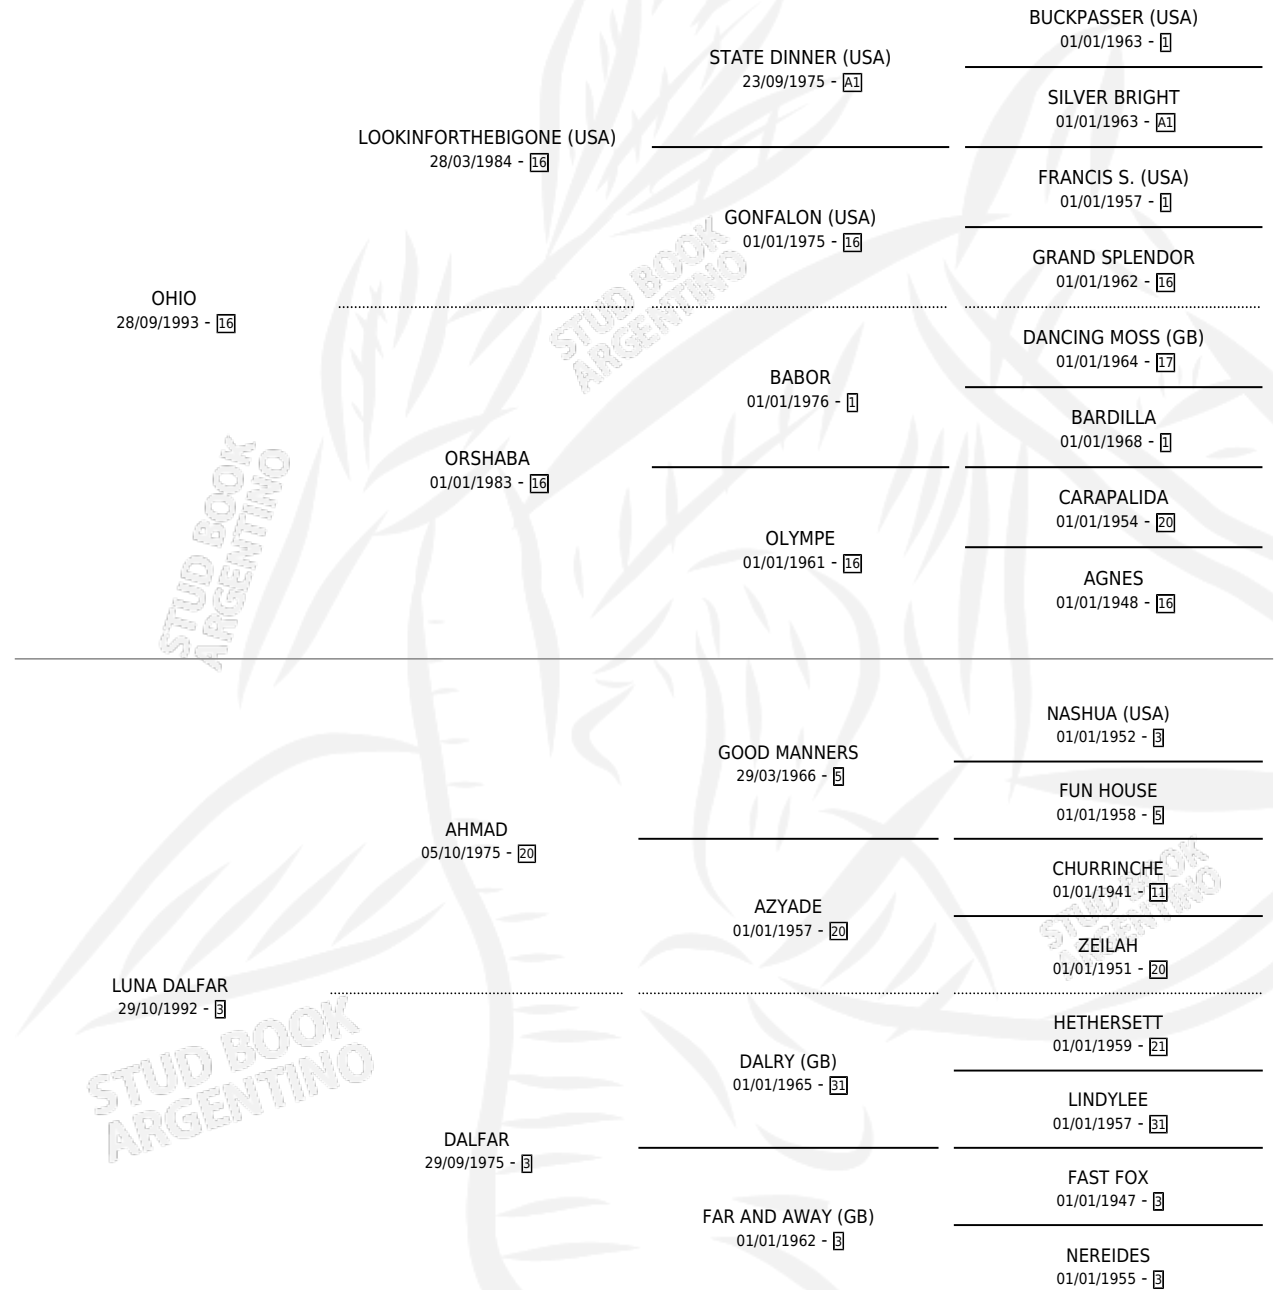 BUCKPASSER (USA)
01/01/1963 - 1
STATE DINNER (USA)
23/09/1975 - A1
SILVER BRIGHT
01/01/1963 - A1
LOOKINFORTHEBIGONE (USA)
28/03/1984 - 16
FRANCIS S. (USA)
01/01/1957 - 1
GONFALON (USA)
01/01/1975 - 16
GRAND SPLENDOR
01/01/1962 - 16
OHIO
28/09/1993 - 16
STUD BOOK
ARGENTINO
DANCING MOSS (GB)
01/01/1964 - 17
BABOR
01/01/1976 - 1
BARDILLA
01/01/1968 - 1
ORSHABA
01/01/1983 - 16
CARAPALIDA
01/01/1954 - 20
OLYMPE
01/01/1961 - 16
AGNES
01/01/1948 - 16
STUD BOOK
ARGENTINO
NASHUA (USA)
01/01/1952 - 3
GOOD MANNERS
29/03/1966 - 5
FUN HOUSE
01/01/1958 - 5
AHMAD
05/10/1975 - 20
CHURRINCHE
01/01/1941 - 11
AZYADE
01/01/1957 - 20
ZEILAH
01/01/1951 - 20
STUD BOOK
ARGENTINO
LUNA DALFAR
29/10/1992 - 3
HETHERSETT
01/01/1959 - 21
DALRY (GB)
01/01/1965 - 31
LINDYLEE
01/01/1957 - 31
STUD BOOK
ARGENTINO
DALFAR
29/09/1975 - 3
FAST FOX
01/01/1947 - 3
FAR AND AWAY (GB)
01/01/1962 - 3
NEREIDES
01/01/1955 - 3